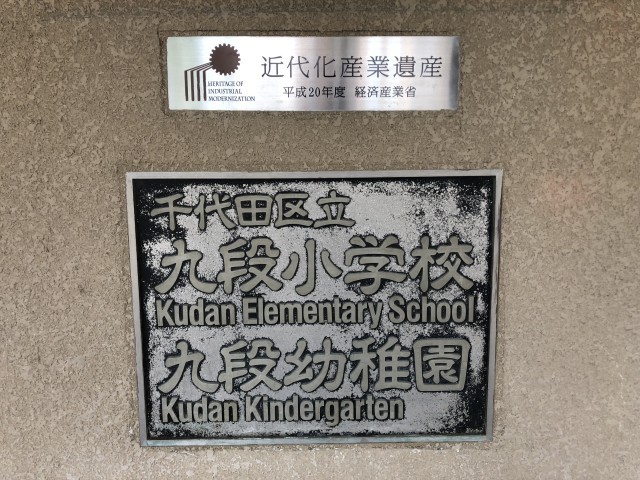 HERITAGE OF
INDUSTRIAL
MODERNIZATION
近代化産業遺産
平成20年度 経済産業省
千代田区立
九段小学校
Kudan Elementary School
九段幼稚園
Kudan Kindergarten